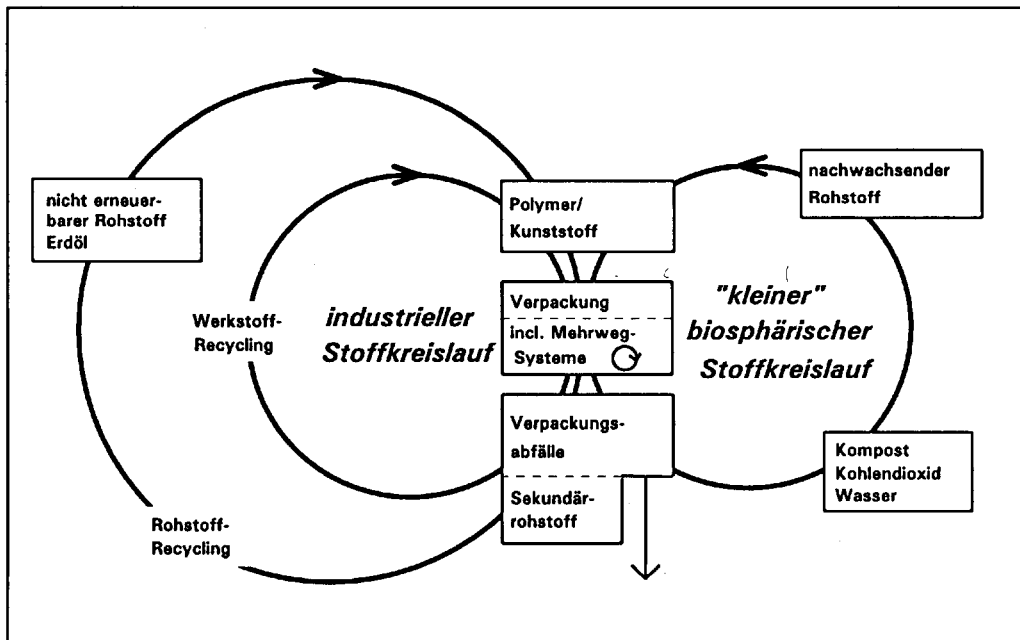 nicht erneuer-
barer Rohstoff
Erdöl
Werkstoff-
Recycling
Rohstoff-
Recycling
industrieller
Stoffkreislauf
Polymer/
Kunststoff
Verpackung
incl. Mehrweg-
Systeme
Verpackungs-
abfälle
Sekundär-
rohstoff
nachwachsender
Rohstoff
"kleiner"
biosphärischer
Stoffkreislauf
Kompost
Kohlendioxid
Wasser